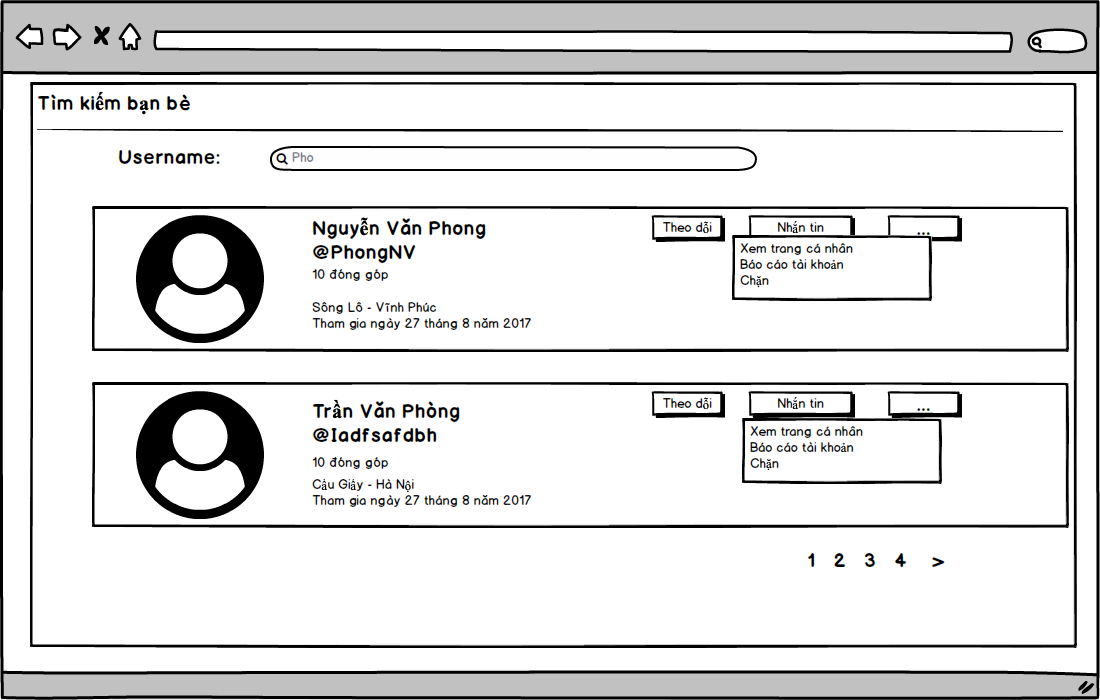 Tìm kiếm bạn bè
Username:
Pho
Nguyễn Văn Phong
@PhongNV
10 đóng góp
Sông Lô - Vĩnh Phúc
Tham gia ngày 27 tháng 8 năm 2017
Theo dõi
Nhắn tin
...
Xem trang cá nhân
Báo cáo tài khoản
Chặn
Trần Văn Phòng
@Iadfsafdbh
10 đóng góp
Cầu Giấy - Hà Nội
Tham gia ngày 27 tháng 8 năm 2017
Theo dõi
Nhắn tin
...
Xem trang cá nhân
Báo cáo tài khoản
Chặn
1 2 3 4 >